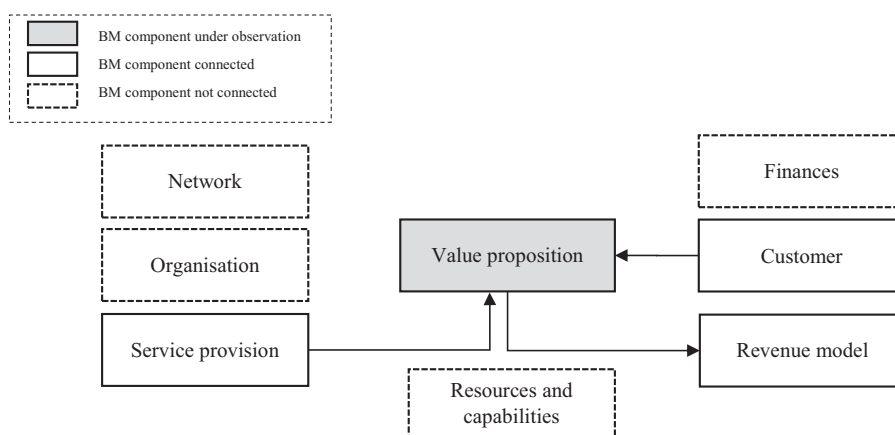 BM component under observation
BM component connected
BM component not connected
Network
Finances
Value proposition
Customer
Organisation
Service provision
Revenue model
Resources and
capabilities